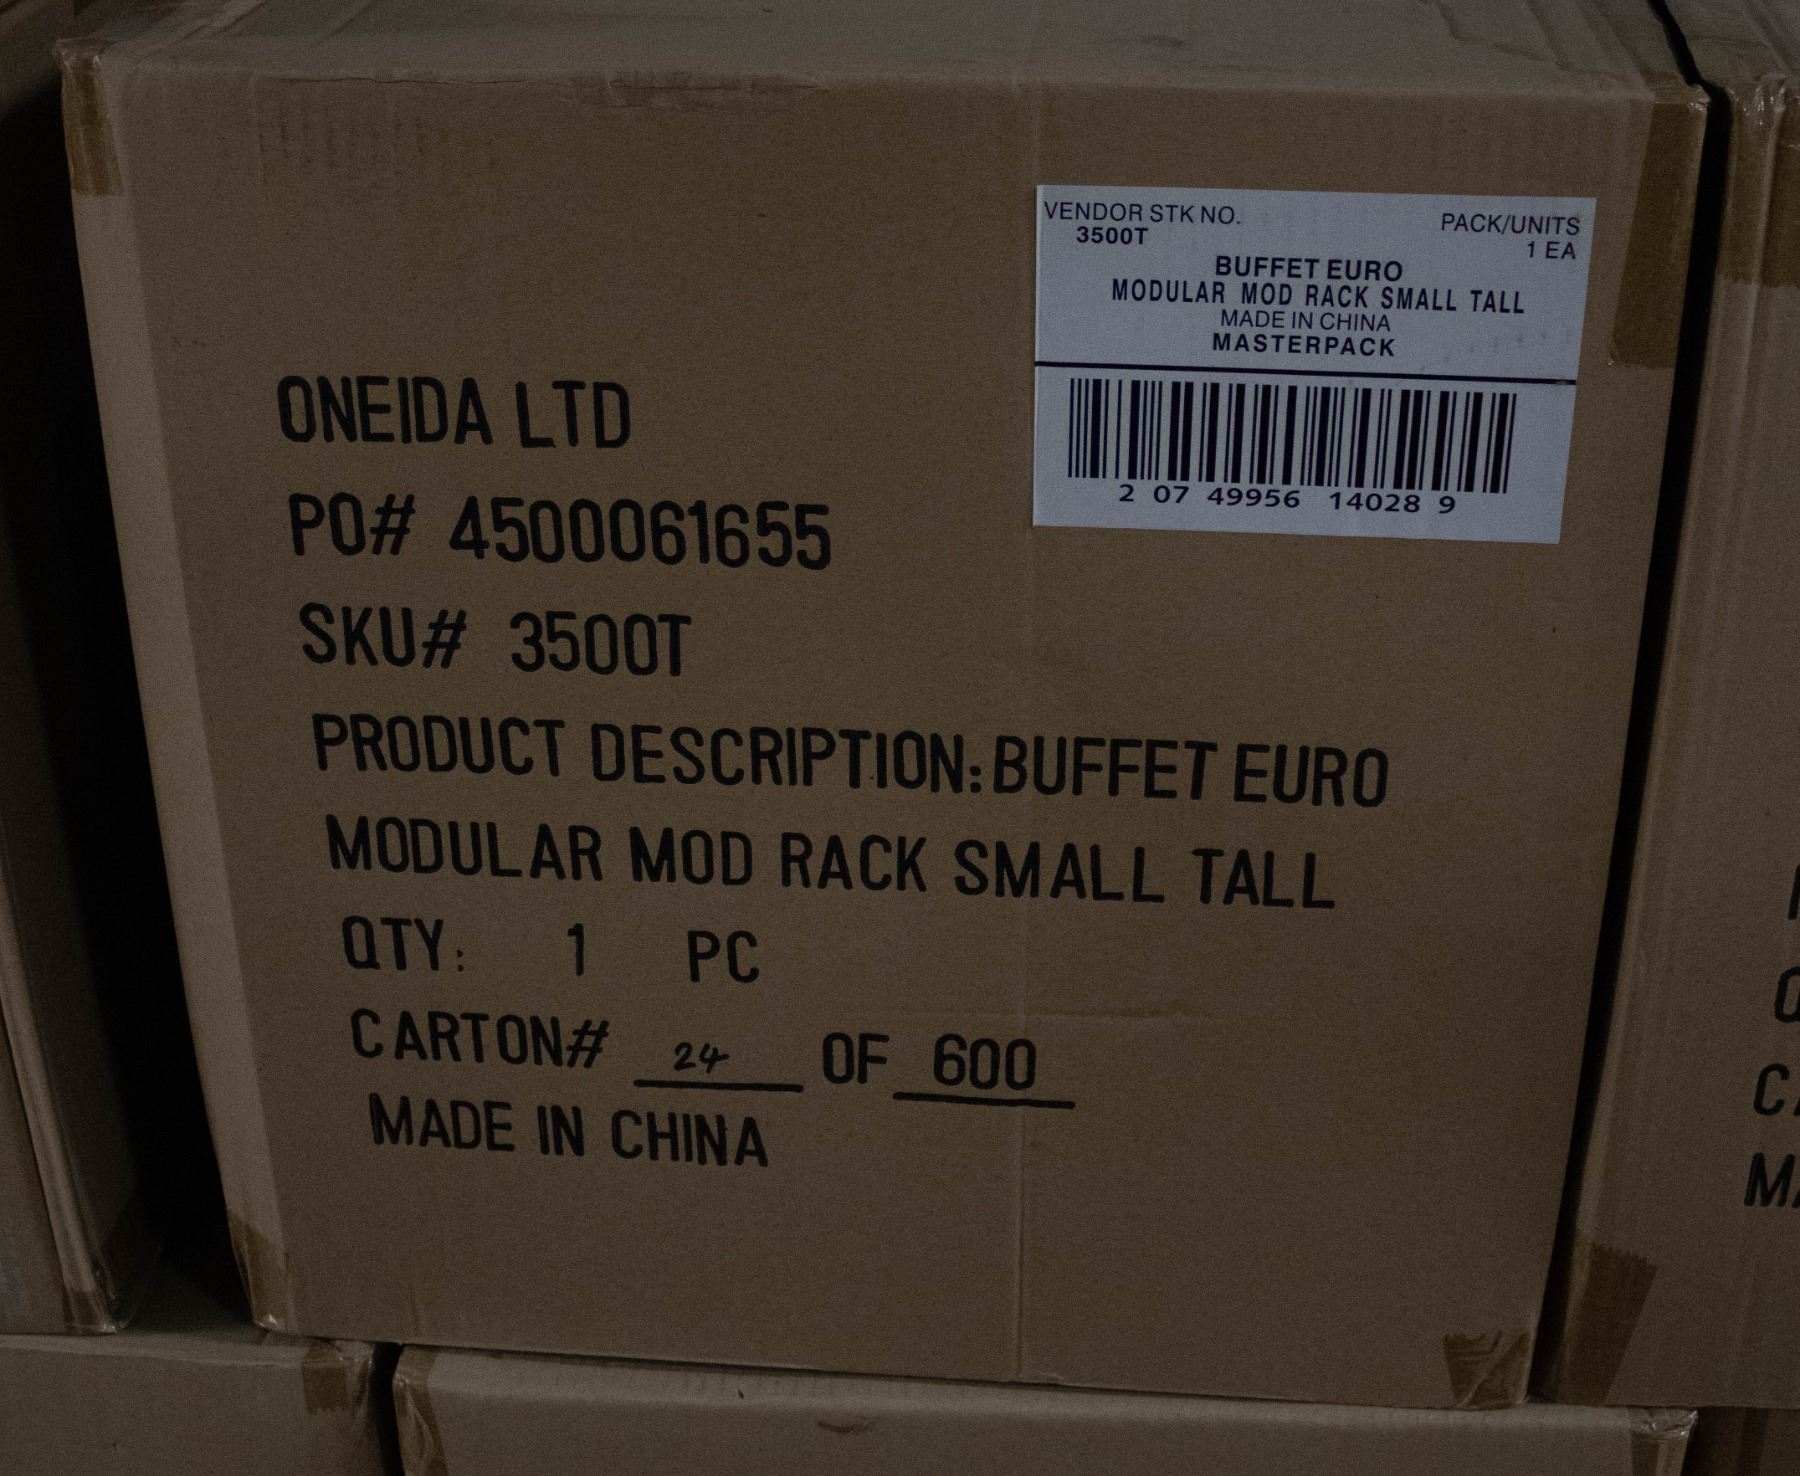 VENDOR STK NO. PACK/UNITS
3500T 1 EA
BUFFET EURO
MODULAR MOD RACK SMALL TALL
MADE IN CHINA
MASTERPACK
2 07 49956 14028 9
ONEIDA LTD
PO# 4500061655
SKU# 3500T
PRODUCT DESCRIPTION:BUFFET EURO
MODULAR MOD RACK SMALL TALL
QTY: 1 PC
CARTON# 24 OF 600
MADE IN CHINA